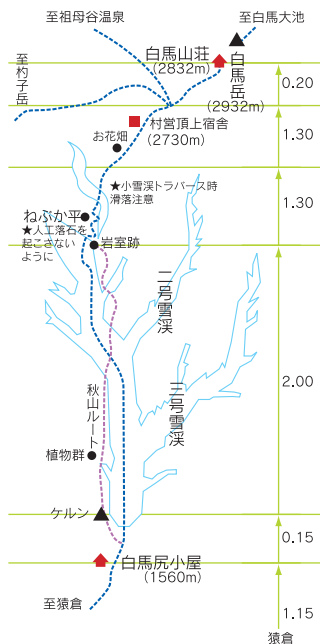 至祖母谷温泉
至白馬大池
白馬山荘
(2832m)
白馬岳
(2932m)
至杓子岳
0.20
村営頂上宿舎
(2730m)
1.30
お花畑
★小雪渓トラバース時
滑落注意
1.30
ねぶか平
★人工落石を
起こさない
ように
岩室跡
二号雪渓
三号雪渓
2.00
秋山ルート
植物群
ケルン
0.15
白馬尻小屋
(1560m)
至猿倉
1.15
猿倉